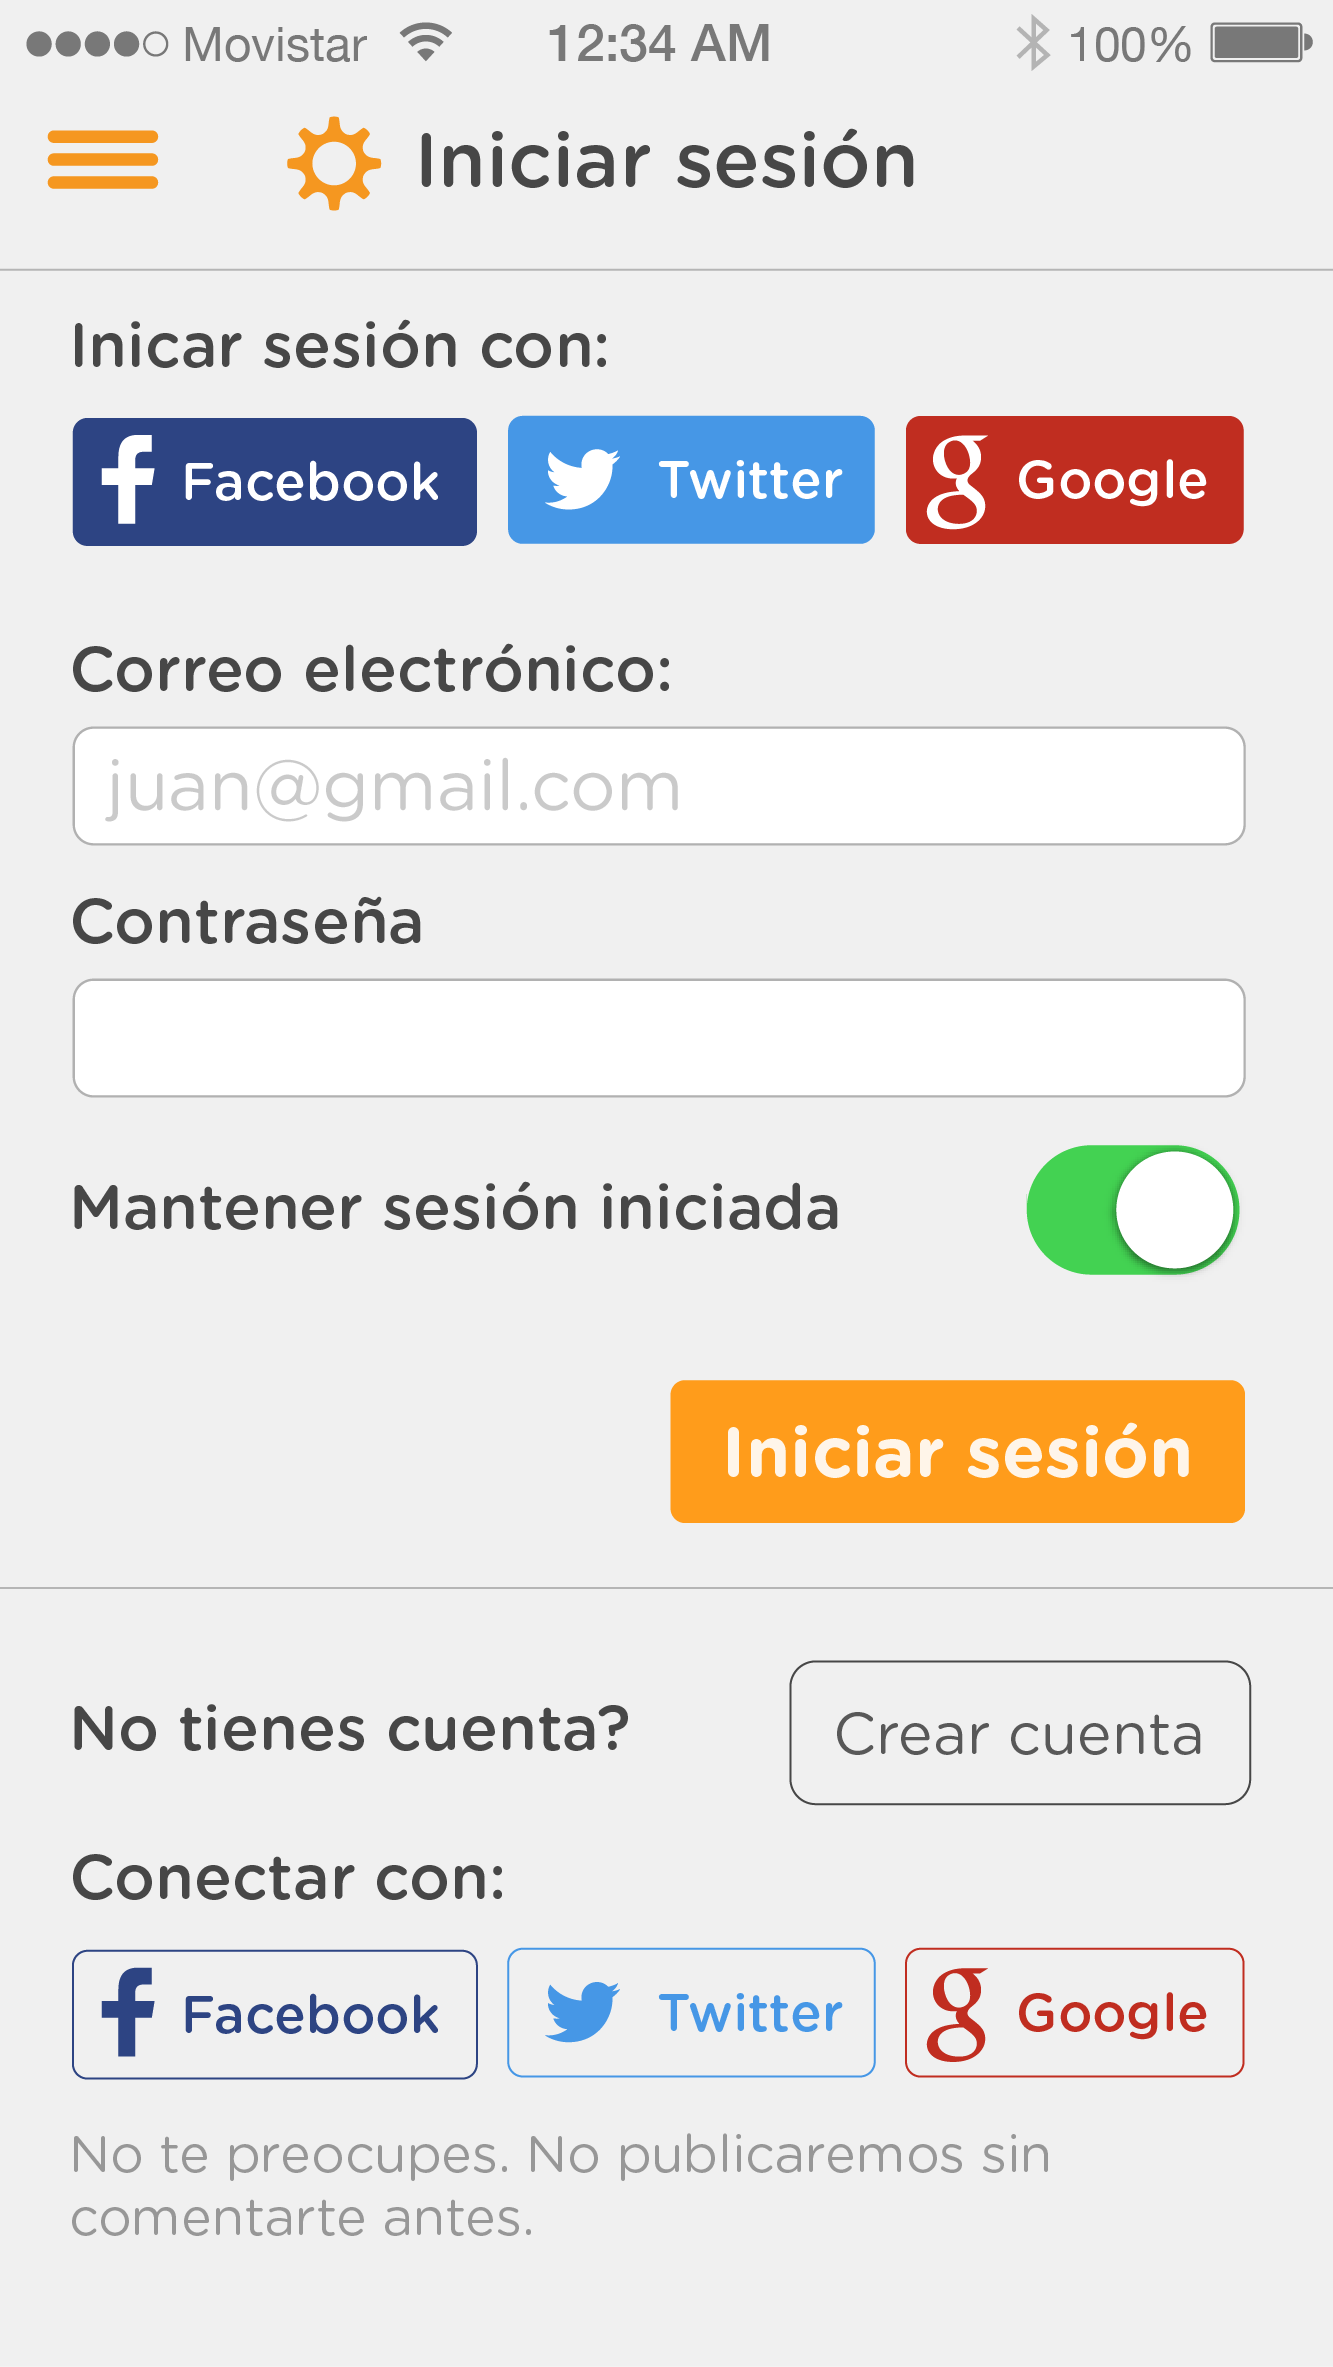 Movistar 12:34 AM 100%
Iniciar sesión
Inicar sesión con:
Facebook Twitter Google
Correo electrónico:
juan@gmail.com
Contraseña
Mantener sesión iniciada
Iniciar sesión
No tienes cuenta? Crear cuenta
Conectar con:
Facebook Twitter Google
No te preocupes. No publicaremos sin
comentarte antes.